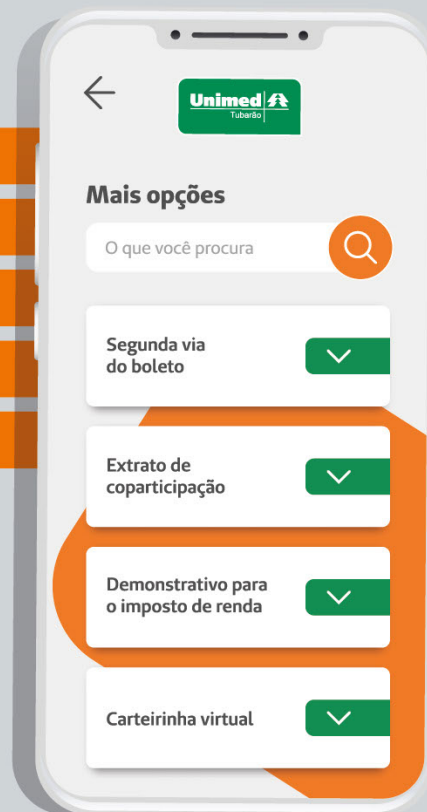 Unimed
Tubarão
Mais opções
O que você procura
Segunda via
do boleto
Extrato de
coparticipação
Demonstrativo para
o imposto de renda
Carteirinha virtual